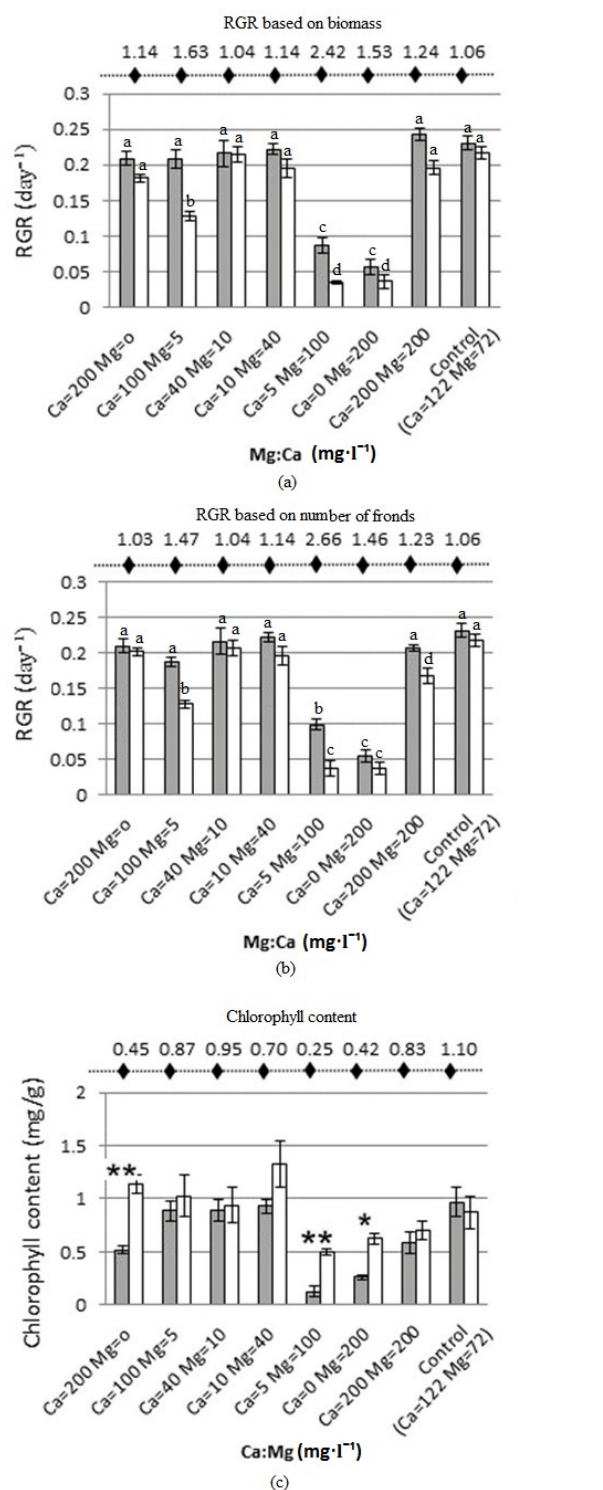 RGR based on biomass
1.14 1.63 1.04 1.14 2.42 1.53 1.24 1.06
0.3
0.25
0.2
0.15
0.1
0.05
0
RGR (day⁻¹)
a a a b a a a a c d c d a a a a
Ca=200 Mg=o
Ca=100 Mg=5
Ca=40 Mg=10
Ca=10 Mg=40
Ca=5 Mg=100
Ca=0 Mg=200
Ca=200 Mg=200
Control
(Ca=122 Mg=72)
Mg:Ca (mg·l⁻¹)
(a)
RGR based on number of fronds
1.03 1.47 1.04 1.14 2.66 1.46 1.23 1.06
0.3
0.25
0.2
0.15
0.1
0.05
0
RGR (day⁻¹)
a a a b a a a a b c c c a d a a
Ca=200 Mg=o
Ca=100 Mg=5
Ca=40 Mg=10
Ca=10 Mg=40
Ca=5 Mg=100
Ca=0 Mg=200
Ca=200 Mg=200
Control
(Ca=122 Mg=72)
Mg:Ca (mg·l⁻¹)
(b)
Chlorophyll content
0.45 0.87 0.95 0.70 0.25 0.42 0.83 1.10
2
1.5
1
0.5
0
Chlorophyll content (mg/g)
** ** *
Ca=200 Mg=o
Ca=100 Mg=5
Ca=40 Mg=10
Ca=10 Mg=40
Ca=5 Mg=100
Ca=0 Mg=200
Ca=200 Mg=200
Control
(Ca=122 Mg=72)
Ca:Mg (mg·l⁻¹)
(c)